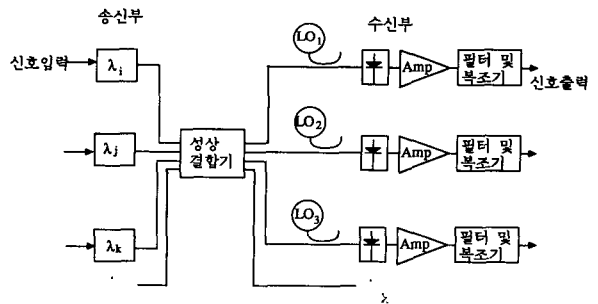 송신부
수신부
신호입력
λi
LO1
Amp
필터 및
복조기
신호출력
λj
성상
결합기
LO2
Amp
필터 및
복조기
λk
LO3
Amp
필터 및
복조기